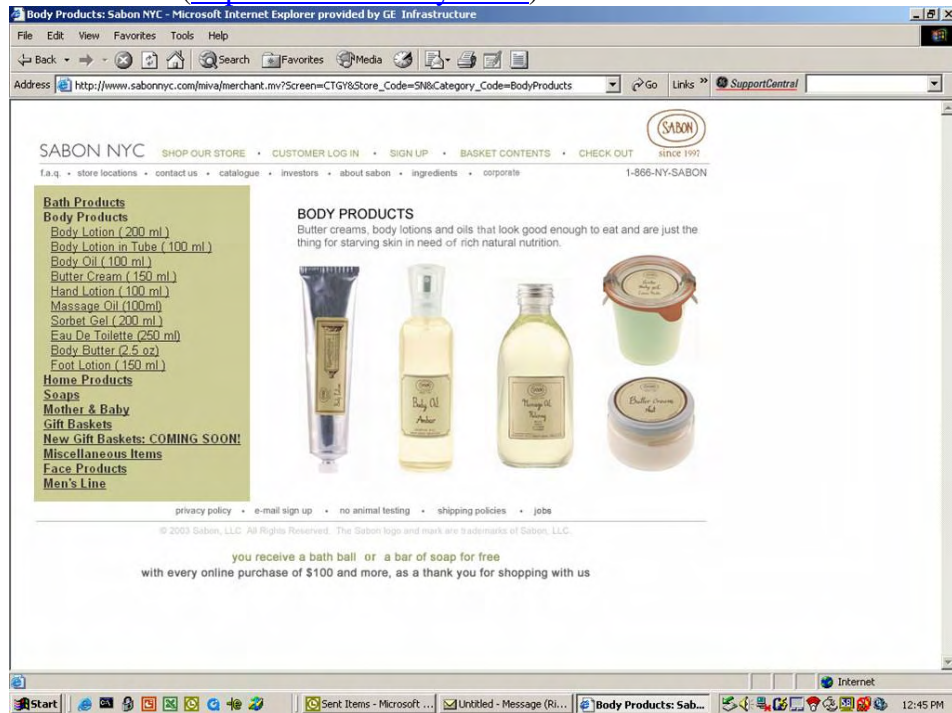 Body Products: Sabon NYC - Microsoft Internet Explorer provided by GE Infrastructure
File Edit View Favorites Tools Help
Back Search Favorites Media
Address http://www.sabonnyc.com/miva/merchant.mv?Screen=CTGY&Store_Code=SN&Category_Code=BodyProducts Go Links » SupportCentral
SABON
since 1997
SABON NYC SHOP OUR STORE • CUSTOMER LOG IN • SIGN UP • BASKET CONTENTS • CHECK OUT
f.a.q. • store locations • contact us • catalogue • investors • about sabon • ingredients • corporate 1-866-NY-SABON
Bath Products
Body Products
Body Lotion ( 200 ml )
Body Lotion in Tube ( 100 ml )
Body Oil ( 100 ml )
Butter Cream ( 150 ml )
Hand Lotion ( 100 ml )
Massage Oil (100ml)
Sorbet Gel ( 200 ml )
Eau De Toilette (250 ml)
Body Butter (2.5 oz)
Foot Lotion ( 150 ml )
Home Products
Soaps
Mother & Baby
Gift Baskets
New Gift Baskets: COMING SOON!
Miscellaneous Items
Face Products
Men's Line
BODY PRODUCTS
Butter creams, body lotions and oils that look good enough to eat and are just the
thing for starving skin in need of rich natural nutrition.
Body Oil
Amber
Massage Oil
Butter Cream
privacy policy • e-mail sign up • no animal testing • shipping policies • jobs
© 2003 Sabon, LLC. All Rights Reserved. The Sabon logo and mark are trademarks of Sabon, LLC.
you receive a bath ball or a bar of soap for free
with every online purchase of $100 and more, as a thank you for shopping with us
Internet
Start Sent Items - Microsoft ... Untitled - Message (Ri... Body Products: Sab... 12:45 PM